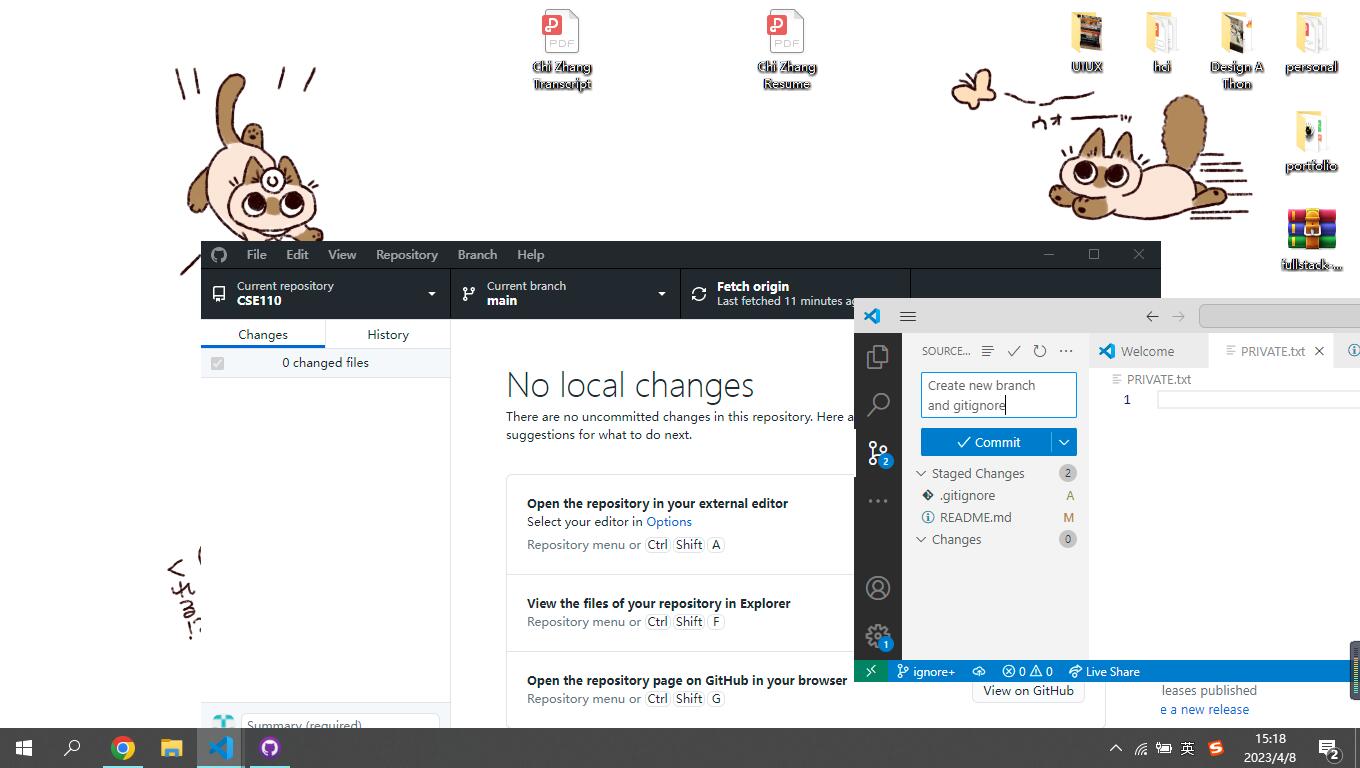 PDF
Chi Zhang
Transcript
PDF
Chi Zhang
Resume
UIUX
hci
Design A
Thon
personal
portfolio
fullstack-...
ウォー
File Edit View Repository Branch Help
Current repository
CSE110
Current branch
main
Fetch origin
Last fetched 11 minutes ag
Changes
History
0 changed files
No local changes
There are no uncommitted changes in this repository. Here a
suggestions for what to do next.
Open the repository in your external editor
Select your editor in Options
Repository menu or Ctrl Shift A
View the files of your repository in Explorer
Repository menu or Ctrl Shift F
Open the repository page on GitHub in your browser
Repository menu or Ctrl Shift G
View on GitHub
Summary (required)
SOURCE...
Create new branch
and gitignore
Commit
Staged Changes 2
.gitignore A
README.md M
Changes 0
2
1
Welcome
PRIVATE.txt
PRIVATE.txt
1
ignore+
0 0
Live Share
leases published
e a new release
英
15:18
2023/4/8
2